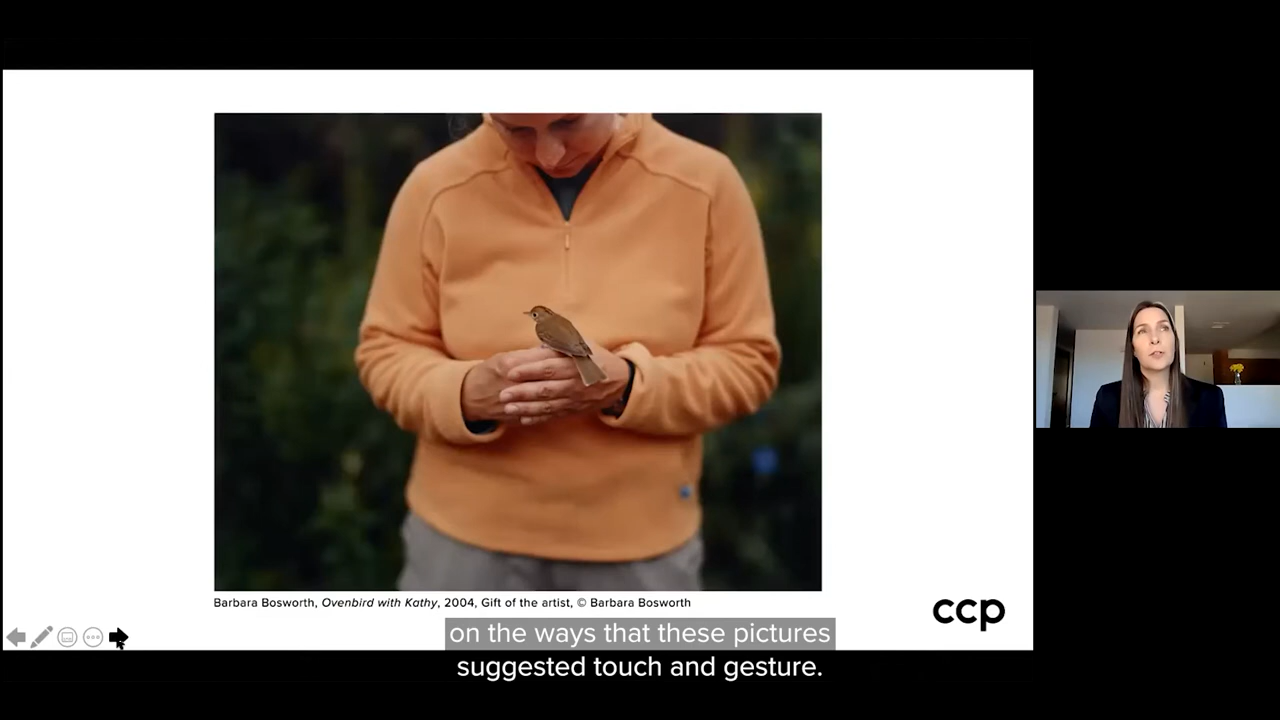 Barbara Bosworth, Ovenbird with Kathy, 2004, Gift of the artist, © Barbara Bosworth
ccp
on the ways that these pictures
suggested touch and gesture.